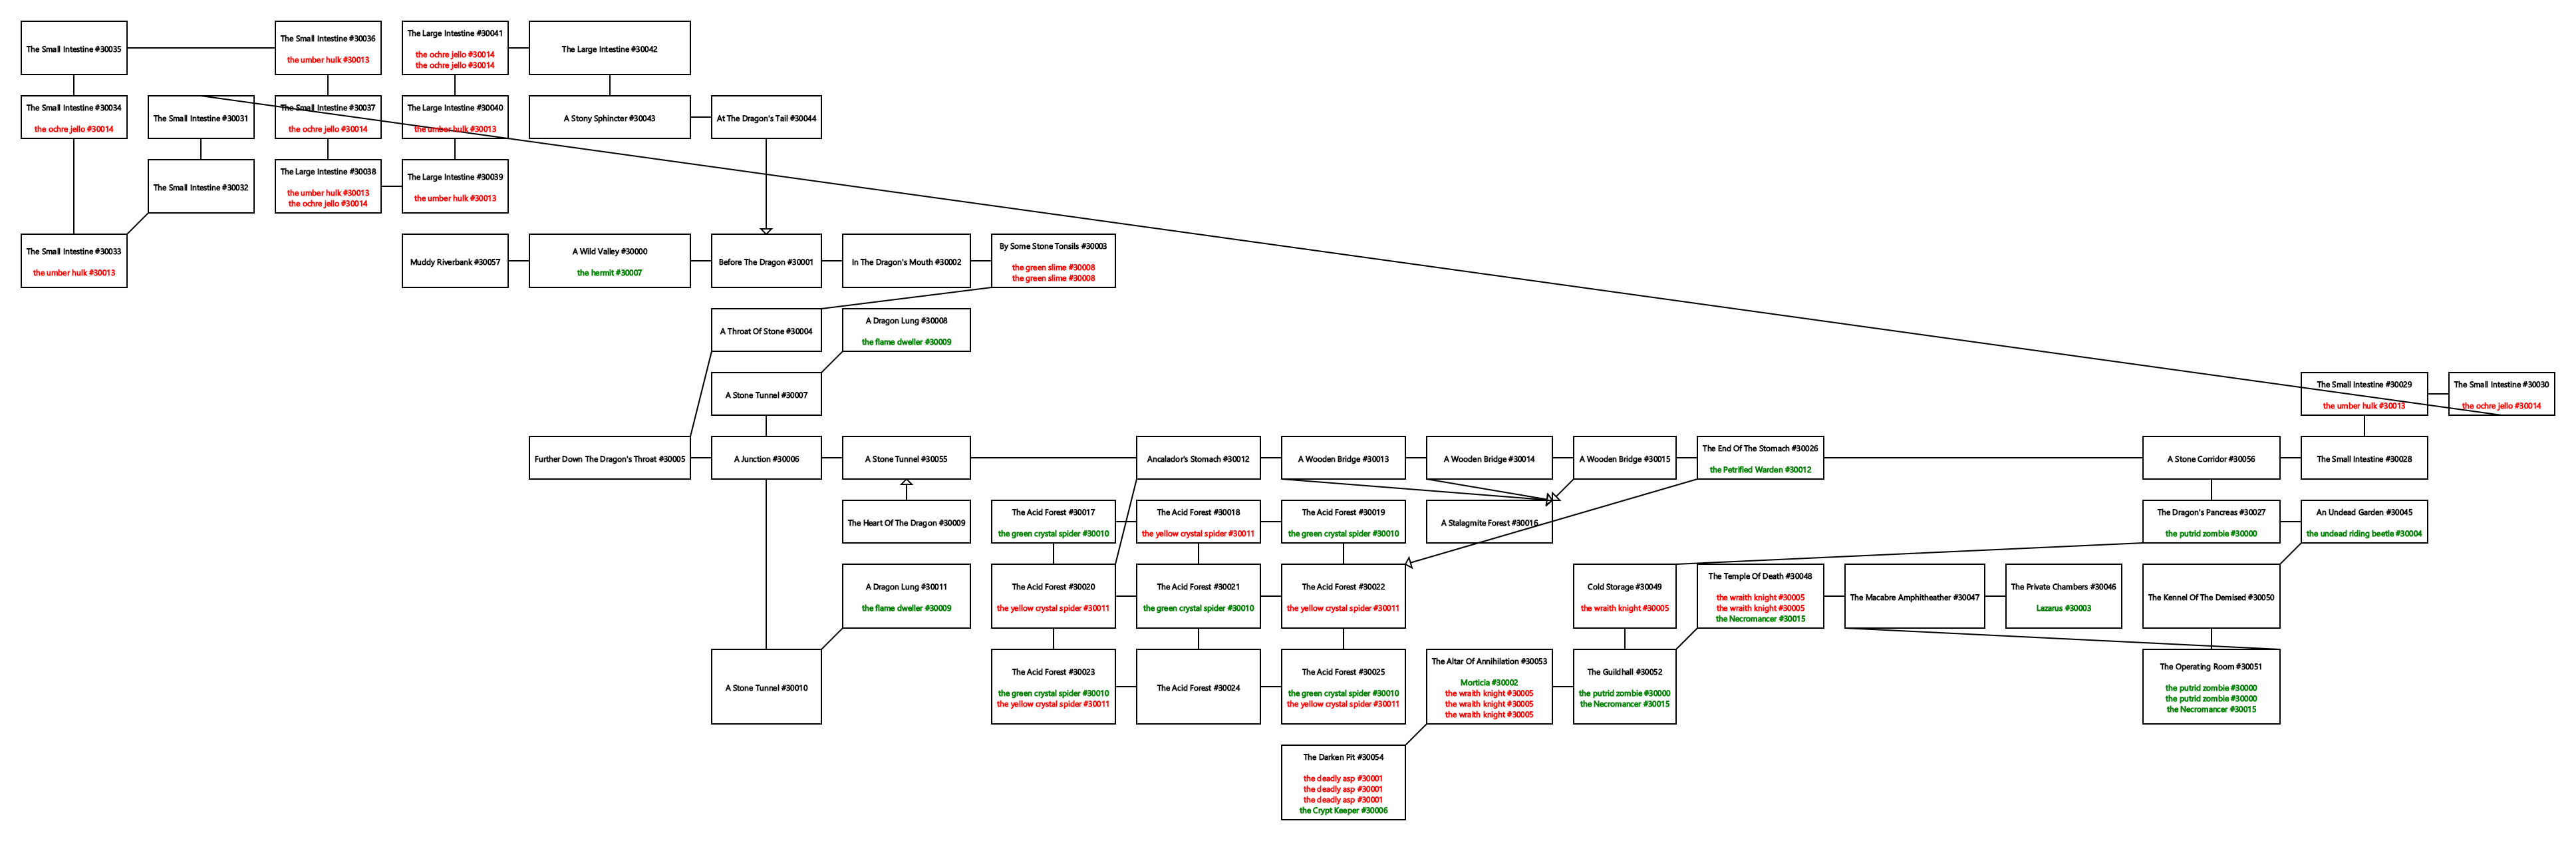 The Small Intestine #30035
The Small Intestine #30036
the umber hulk #30013
The Large Intestine #30041
the ochre jello #30014
the ochre jello #30014
The Large Intestine #30042
The Small Intestine #30034
the ochre jello #30014
The Small Intestine #30031
The Small Intestine #30037
the ochre jello #30014
The Large Intestine #30040
the umber hulk #30013
A Stony Sphincter #30043
At The Dragon's Tail #30044
The Small Intestine #30032
The Large Intestine #30038
the umber hulk #30013
the ochre jello #30014
The Large Intestine #30039
the umber hulk #30013
The Small Intestine #30033
the umber hulk #30013
Muddy Riverbank #30057
A Wild Valley #30000
the hermit #30007
Before The Dragon #30001
In The Dragon's Mouth #30002
By Some Stone Tonsils #30003
the green slime #30008
the green slime #30008
A Throat Of Stone #30004
A Dragon Lung #30008
the flame dweller #30009
A Stone Tunnel #30007
The Small Intestine #30029
the umber hulk #30013
The Small Intestine #30030
the ochre jello #30014
Further Down The Dragon's Throat #30005
A Junction #30006
A Stone Tunnel #30055
Ancalador's Stomach #30012
A Wooden Bridge #30013
A Wooden Bridge #30014
A Wooden Bridge #30015
The End Of The Stomach #30026
the Petrified Warden #30012
A Stone Corridor #30056
The Small Intestine #30028
The Heart Of The Dragon #30009
The Acid Forest #30017
the green crystal spider #30010
The Acid Forest #30018
the yellow crystal spider #30011
The Acid Forest #30019
the green crystal spider #30010
A Stalagmite Forest #30016
The Dragon's Pancreas #30027
the putrid zombie #30000
An Undead Garden #30045
the undead riding beetle #30004
A Dragon Lung #30011
the flame dweller #30009
The Acid Forest #30020
the yellow crystal spider #30011
The Acid Forest #30021
the green crystal spider #30010
The Acid Forest #30022
the yellow crystal spider #30011
Cold Storage #30049
the wraith knight #30005
The Temple Of Death #30048
the wraith knight #30005
the wraith knight #30005
the Necromancer #30015
The Macabre Amphitheather #30047
The Private Chambers #30046
Lazarus #30003
The Kennel Of The Demised #30050
A Stone Tunnel #30010
The Acid Forest #30023
the green crystal spider #30010
the yellow crystal spider #30011
The Acid Forest #30024
The Acid Forest #30025
the green crystal spider #30010
the yellow crystal spider #30011
The Altar Of Annihilation #30053
Morticia #30002
the wraith knight #30005
the wraith knight #30005
the wraith knight #30005
The Guildhall #30052
the putrid zombie #30000
the Necromancer #30015
The Operating Room #30051
the putrid zombie #30000
the putrid zombie #30000
the Necromancer #30015
The Darken Pit #30054
the deadly asp #30001
the deadly asp #30001
the deadly asp #30001
the Crypt Keeper #30006